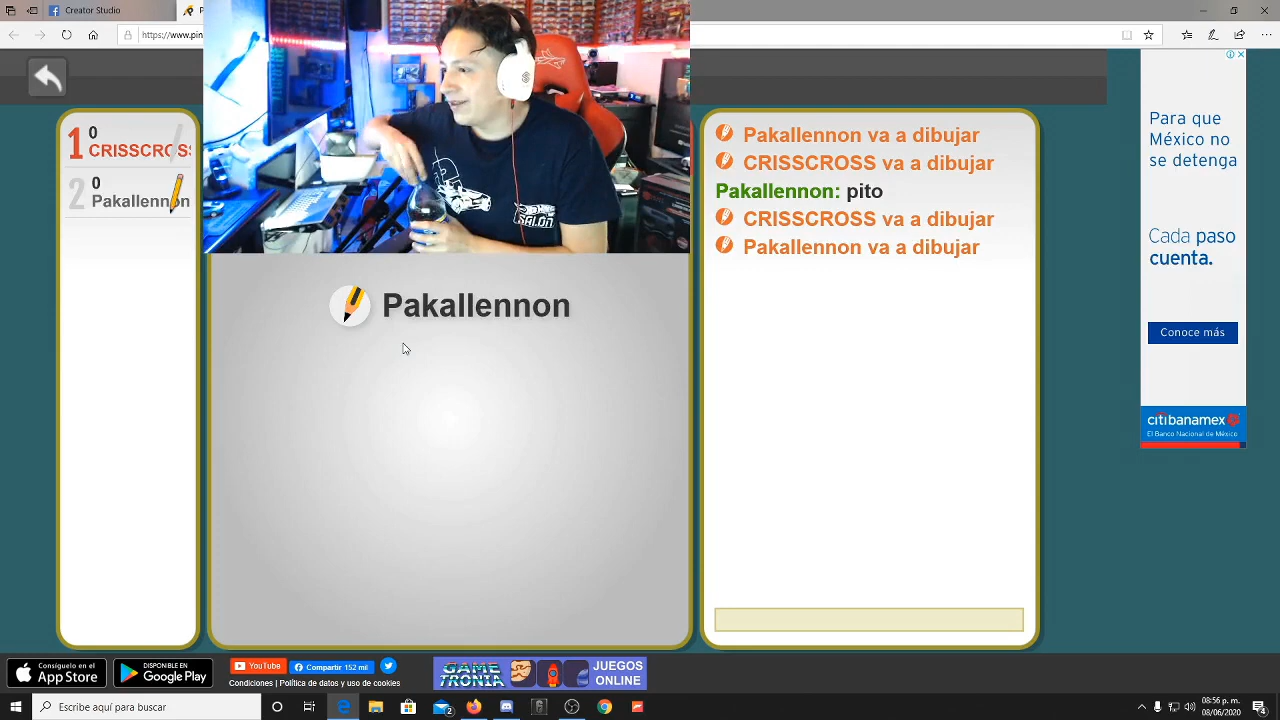 Creator Studio
https://www.pin
1
0
CRISSCROSS
2
0
Pakallennon
SALON
Pakallennon
Pakallennon va a dibujar
CRISSCROSS va a dibujar
Pakallennon: pito
CRISSCROSS va a dibujar
Pakallennon va a dibujar
Para que
México no
se detenga
Cada paso
cuenta.
Conoce más
citibanamex
El Banco Nacional de México
Consíguelo en el
App Store
DISPONIBLE EN
Google Play
YouTube
Compartir 152 mil
Condiciones | Política de datos y uso de cookies
GAME
TRONIA
JUEGOS
ONLINE
Escribe aquí para buscar
2
08:56 p. m.
08/06/2020